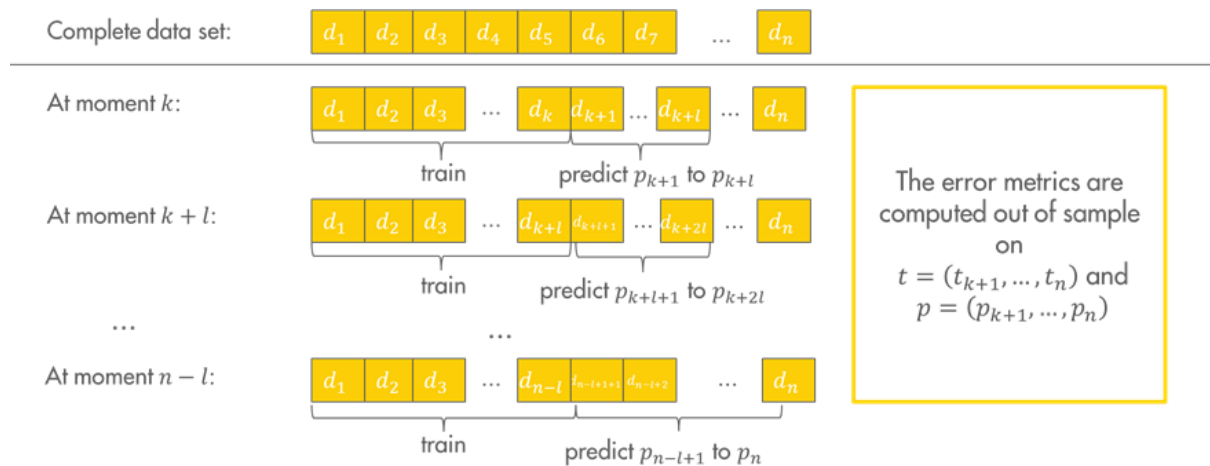 Complete data set: d₁ d₂ d₃ d₄ d₅ d₆ d₇ ... dₙ
At moment k: d₁ d₂ d₃ ... dₖ dₖ₊₁ ... dₖ₊ₗ ... dₙ
train predict pₖ₊₁ to pₖ₊ₗ
At moment k + l: d₁ d₂ d₃ ... dₖ₊ₗ dₖ₊ₗ₊₁ ... dₖ₊₂ₗ ... dₙ
train predict pₖ₊ₗ₊₁ to pₖ₊₂ₗ
... ...
At moment n − l: d₁ d₂ d₃ ... dₙ₋ₗ dₙ₋ₗ₊₁₊₁ dₙ₋ₗ₊₂ ... dₙ
train predict pₙ₋ₗ₊₁ to pₙ
The error metrics are
computed out of sample
on
t = (tₖ₊₁, ..., tₙ) and
p = (pₖ₊₁, ..., pₙ)